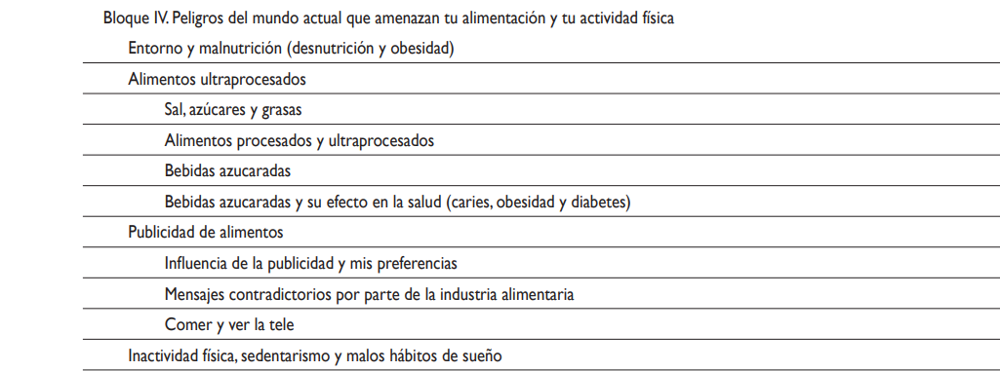 Bloque IV. Peligros del mundo actual que amenazan tu alimentación y tu actividad física
Entorno y malnutrición (desnutrición y obesidad)
Alimentos ultraprocesados
Sal, azúcares y grasas
Alimentos procesados y ultraprocesados
Bebidas azucaradas
Bebidas azucaradas y su efecto en la salud (caries, obesidad y diabetes)
Publicidad de alimentos
Influencia de la publicidad y mis preferencias
Mensajes contradictorios por parte de la industria alimentaria
Comer y ver la tele
Inactividad física, sedentarismo y malos hábitos de sueño